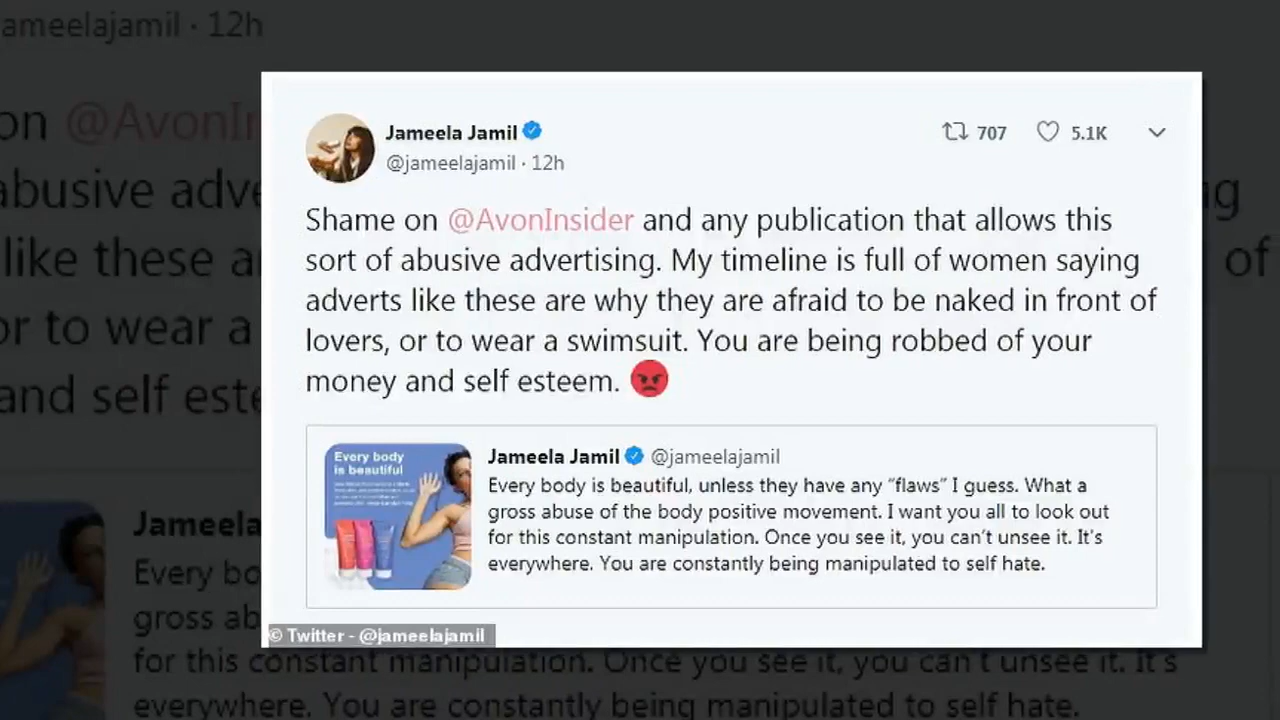 ameelajamil · 12h
on @AvonIn
abusive adve
ng
like these a
of
or to wear a
and self este
Jameela Jamil
707
5.1K
@jameelajamil · 12h
Shame on @AvonInsider and any publication that allows this
sort of abusive advertising. My timeline is full of women saying
adverts like these are why they are afraid to be naked in front of
lovers, or to wear a swimsuit. You are being robbed of your
money and self esteem. 😡
Every body
is beautiful
Jameela Jamil @jameelajamil
Every body is beautiful, unless they have any “flaws” I guess. What a
gross abuse of the body positive movement. I want you all to look out
for this constant manipulation. Once you see it, you can’t unsee it. It's
everywhere. You are constantly being manipulated to self hate.
© Twitter - @jameelajamil
Jameela
Every bo
gross ab
for this constant manipulation. Once you see it, you can't unsee it. It's
everywhere. You are constantly being manipulated to self hate.